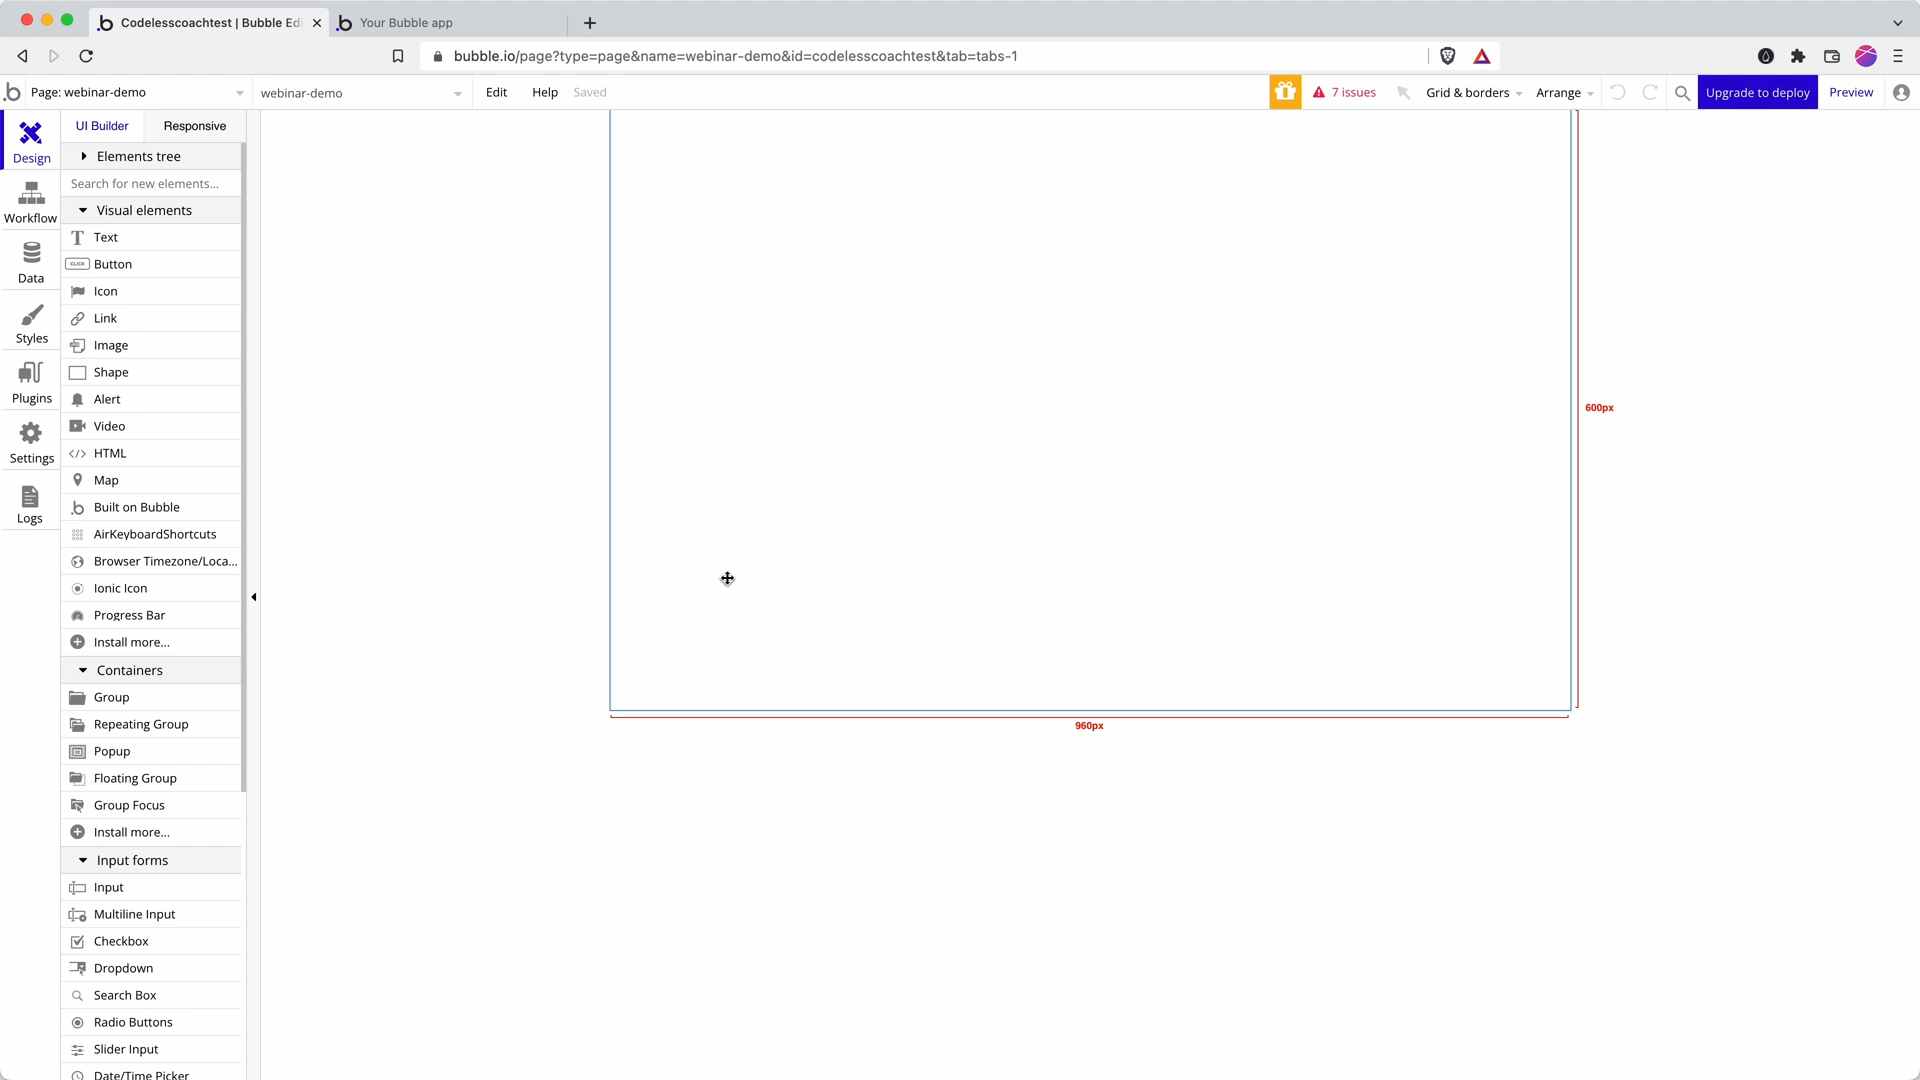 Codelesscoachtest | Bubble Edi
Your Bubble app
bubble.io/page?type=page&name=webinar-demo&id=codelesscoachtest&tab=tabs-1
Page: webinar-demo
webinar-demo
Edit
Help
Saved
7 issues
Grid & borders
Arrange
Upgrade to deploy
Preview
Design
Workflow
Data
Styles
Plugins
Settings
Logs
UI Builder
Responsive
Elements tree
Search for new elements...
Visual elements
Text
CLICK
Button
Icon
Link
Image
Shape
Alert
Video
HTML
Map
Built on Bubble
AirKeyboardShortcuts
Browser Timezone/Loca...
Ionic Icon
Progress Bar
Install more...
Containers
Group
Repeating Group
Popup
Floating Group
Group Focus
Install more...
Input forms
Input
Multiline Input
Checkbox
Dropdown
Search Box
Radio Buttons
Slider Input
Date/Time Picker
600px
960px